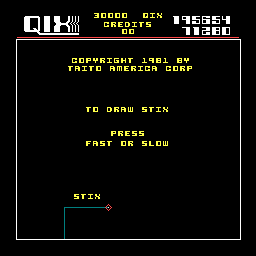 QIX
30000 QIX
CREDITS
00
195654
71280
COPYRIGHT 1981 BY
TAITO AMERICA CORP
TO DRAW STIX
PRESS
FAST OR SLOW
STIX